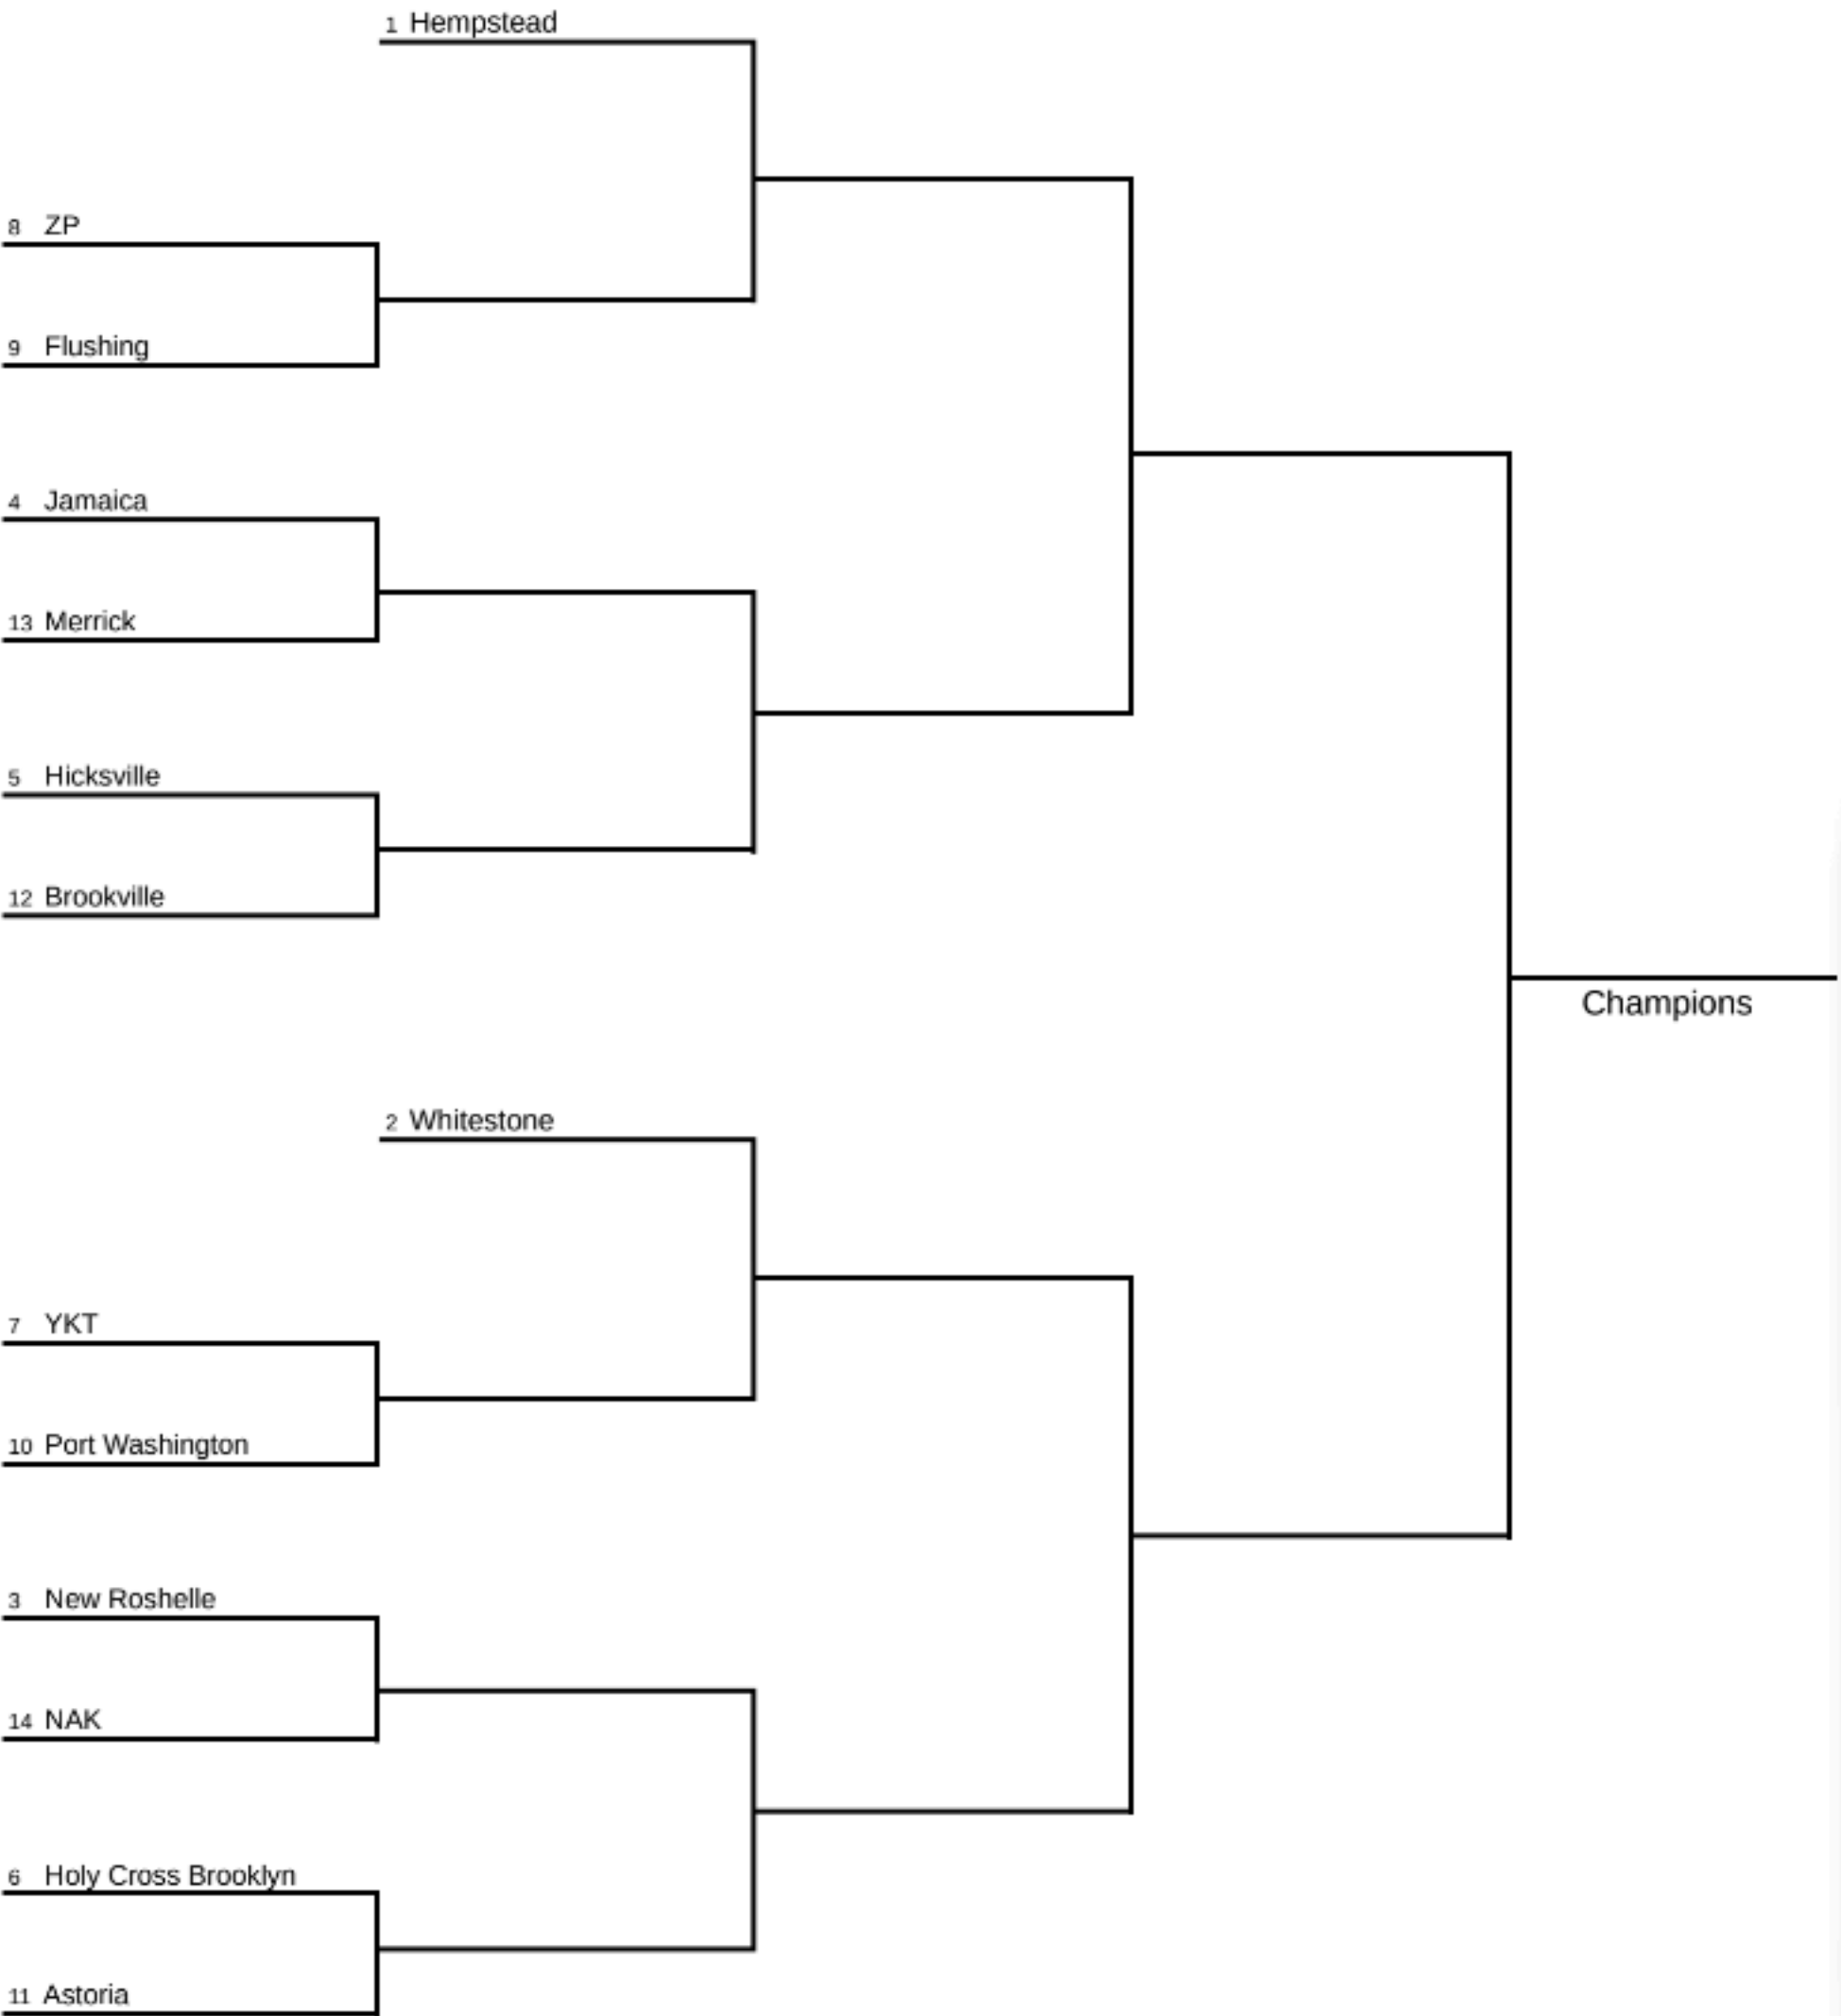 1 Hempstead
8 ZP
9 Flushing
4 Jamaica
13 Merrick
5 Hicksville
12 Brookville
Champions
2 Whitestone
7 YKT
10 Port Washington
3 New Roshelle
14 NAK
6 Holy Cross Brooklyn
11 Astoria